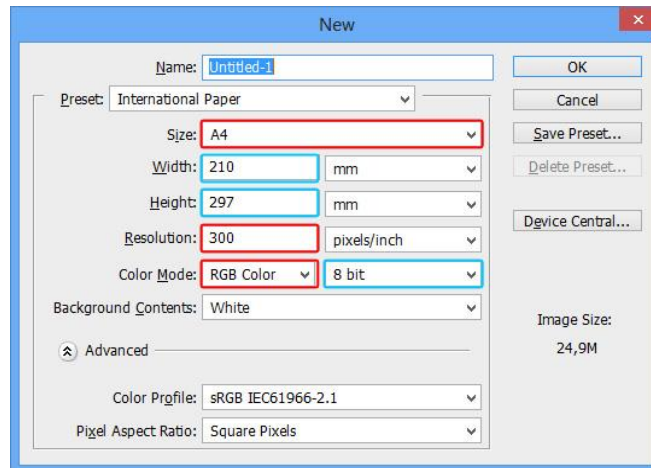 New
Name: Untitled-1
OK
Preset: International Paper
Cancel
Size: A4
Save Preset...
Width: 210 mm
Delete Preset...
Height: 297 mm
Device Central...
Resolution: 300 pixels/inch
Color Mode: RGB Color 8 bit
Background Contents: White
Image Size:
Advanced
24,9M
Color Profile: sRGB IEC61966-2.1
Pixel Aspect Ratio: Square Pixels